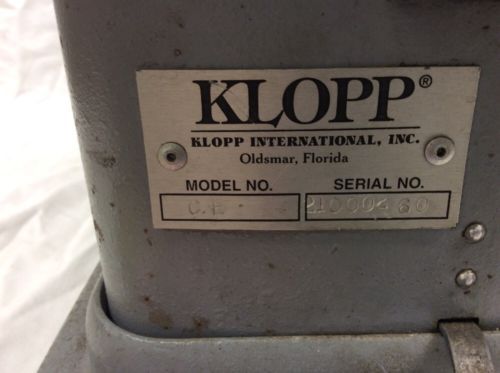 KLOPP®
KLOPP INTERNATIONAL, INC.
Oldsmar, Florida
MODEL NO. SERIAL NO.